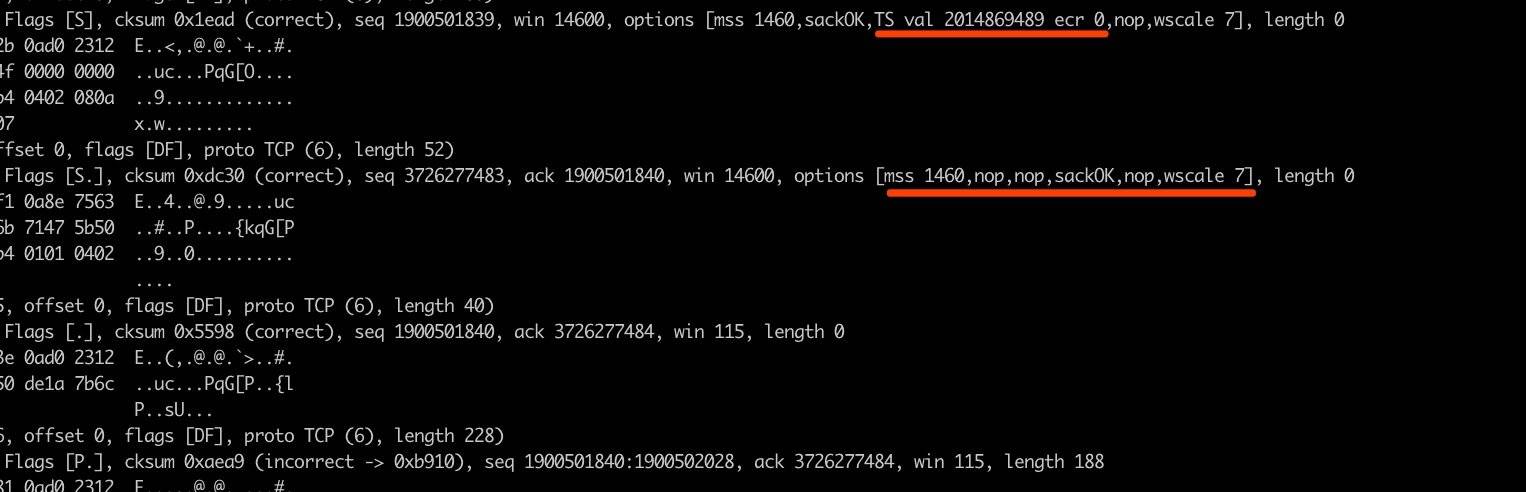 Flags [S], cksum 0x1ead (correct), seq 1900501839, win 14600, options [mss 1460,sackOK,TS val 2014869489 ecr 0,nop,wscale 7], length 0
2b 0ad0 2312  E..<,.@.@.`+..#.
4f 0000 0000  ..uc...PqG[O....
b4 0402 080a  ..9.............
07  x.w.........
ffset 0, flags [DF], proto TCP (6), length 52)
Flags [S.], cksum 0xdc30 (correct), seq 3726277483, ack 1900501840, win 14600, options [mss 1460,nop,nop,sackOK,nop,wscale 7], length 0
f1 0a8e 7563  E..4..@.9.....uc
6b 7147 5b50  ..#..P....{kqG[P
b4 0101 0402  ..9..0..........
....
, offset 0, flags [DF], proto TCP (6), length 40)
Flags [.], cksum 0x5598 (correct), seq 1900501840, ack 3726277484, win 115, length 0
3e 0ad0 2312  E..(,.@.@.`>..#.
50 de1a 7b6c  ..uc...PqG[P..{l
P..sU...
, offset 0, flags [DF], proto TCP (6), length 228)
Flags [P.], cksum 0xaea9 (incorrect -> 0xb910), seq 1900501840:1900502028, ack 3726277484, win 115, length 188
81 0ad0 2312  E.....@.@......#.